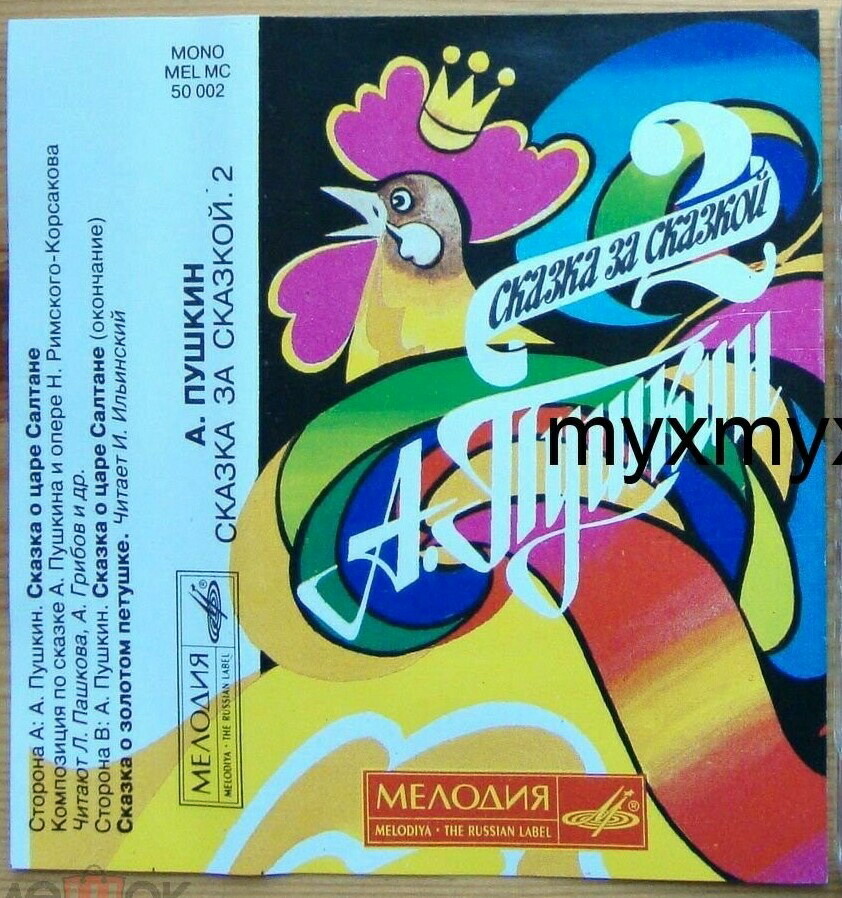 MONO
MEL MC
50 002
А. ПУШКИН
СКАЗКА ЗА СКАЗКОЙ. 2
Сторона А: А. Пушкин. Сказка о царе Салтане
Композиция по сказке А. Пушкина и опере Н. Римского-Корсакова
Читают Л. Пашкова, А. Грибов и др.
Сторона В: А. Пушкин. Сказка о царе Салтане (окончание)
Сказка о золотом петушке. Читает И. Ильинский
МЕЛОДИЯ
MELODIYA · THE RUSSIAN LABEL
®
2
Сказка за сказкой
А. Пушкин
myxmyx
МЕЛОДИЯ
MELODIYA · THE RUSSIAN LABEL
®